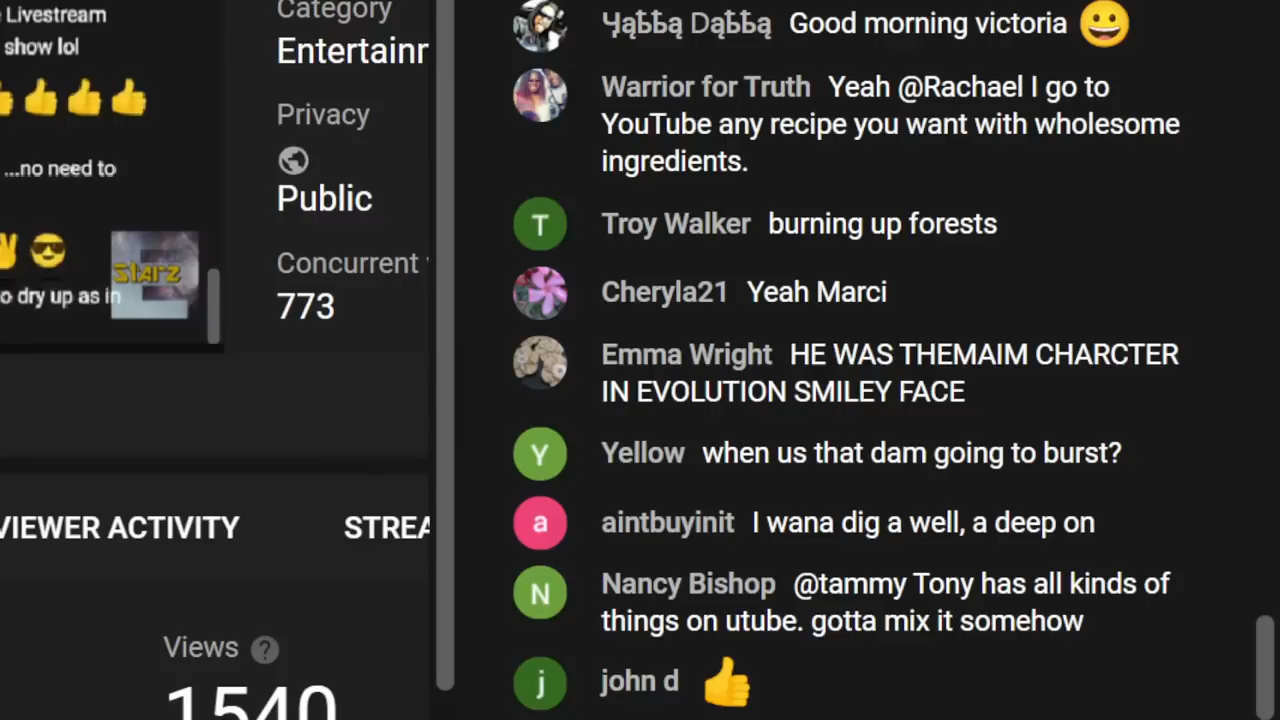 Livestream
show lol
...no need to
o dry up as in
STARZ
Category
Entertainr
Privacy
Public
Concurrent
773
VIEWER ACTIVITY
STREA
Views ?
1540
Ҷąҍҍą Dąҍҍą Good morning victoria 😀
Warrior for Truth Yeah @Rachael I go to
YouTube any recipe you want with wholesome
ingredients.
T Troy Walker burning up forests
Cheryla21 Yeah Marci
Emma Wright HE WAS THEMAIM CHARCTER
IN EVOLUTION SMILEY FACE
Y Yellow when us that dam going to burst?
a aintbuyinit I wana dig a well, a deep on
N Nancy Bishop @tammy Tony has all kinds of
things on utube. gotta mix it somehow
j john d 👍